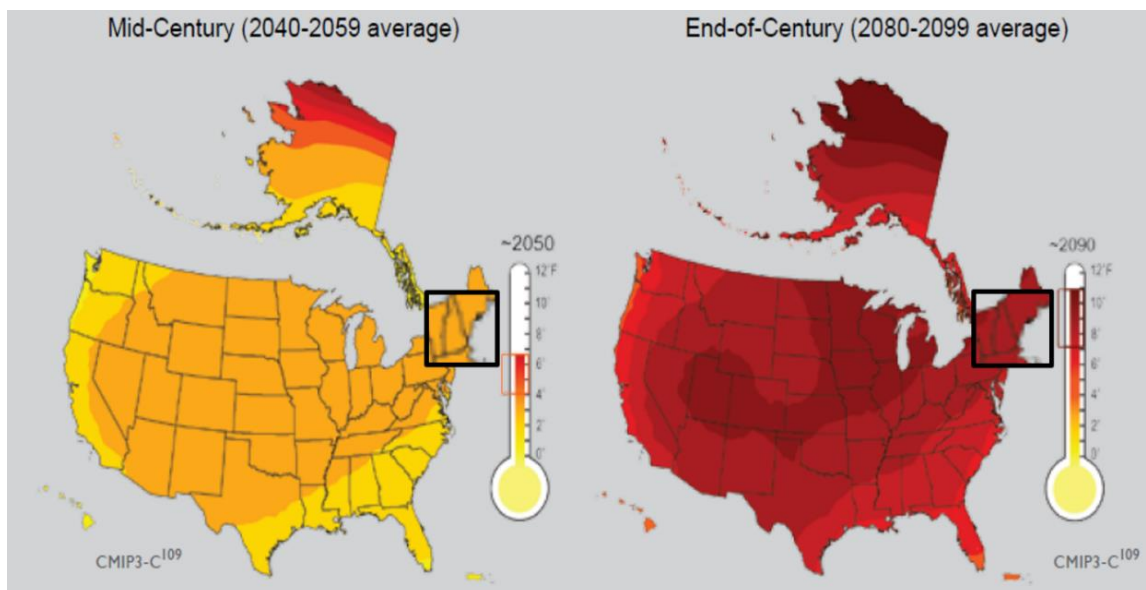 Mid-Century (2040-2059 average)
End-of-Century (2080-2099 average)
~2050
12°F
10'
8'
6'
4'
2'
0'
~2090
12°F
10'
8'
6'
4'
2'
0'
CMIP3-C109
CMIP3-C109